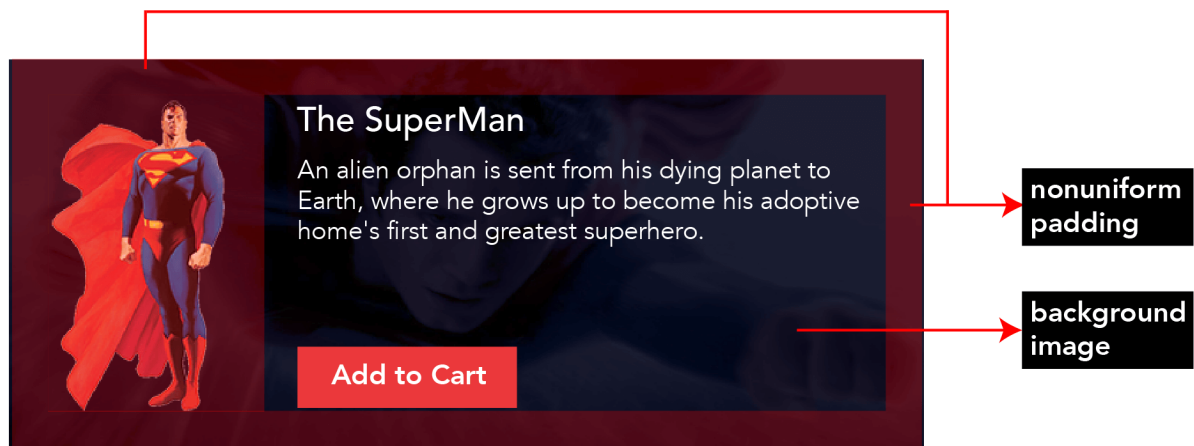 The SuperMan
An alien orphan is sent from his dying planet to
Earth, where he grows up to become his adoptive
home's first and greatest superhero.
Add to Cart
nonuniform
padding
background
image